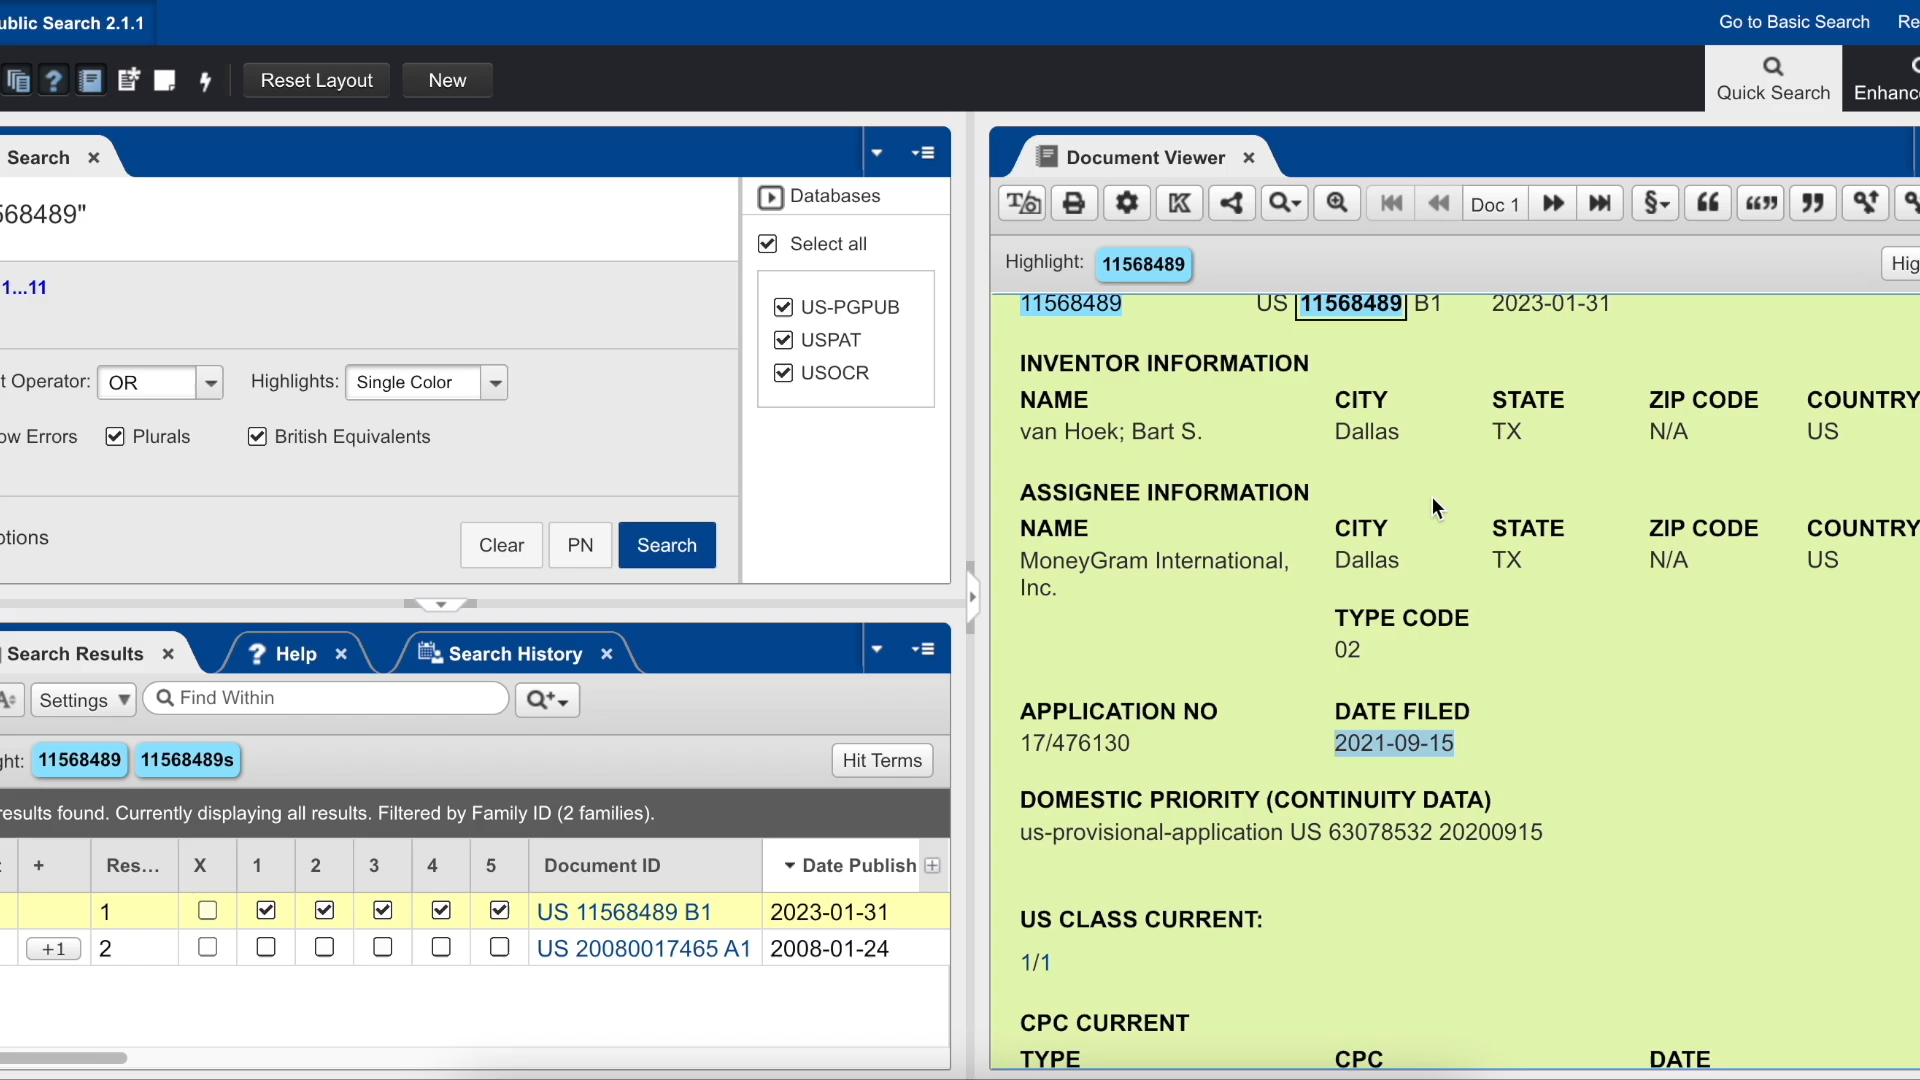 ublic Search 2.1.1
Go to Basic Search Re
Reset Layout New
Quick Search Enhanc
Search
568489"
1...11
t Operator: OR Highlights: Single Color
ow Errors Plurals British Equivalents
ptions
Clear PN Search
Databases
Select all
US-PGPUB
USPAT
USOCR
Search Results Help Search History
Settings Find Within
ght: 11568489 11568489s Hit Terms
esults found. Currently displaying all results. Filtered by Family ID (2 families).
+ Res... X 1 2 3 4 5 Document ID Date Publish
1 US 11568489 B1 2023-01-31
+1 2 US 20080017465 A1 2008-01-24
Document Viewer
Doc 1
Highlight: 11568489 Hig
11568489 US 11568489 B1 2023-01-31
INVENTOR INFORMATION
NAME CITY STATE ZIP CODE COUNTRY
van Hoek; Bart S. Dallas TX N/A US
ASSIGNEE INFORMATION
NAME CITY STATE ZIP CODE COUNTRY
MoneyGram International, Dallas TX N/A US
Inc.
TYPE CODE
02
APPLICATION NO DATE FILED
17/476130 2021-09-15
DOMESTIC PRIORITY (CONTINUITY DATA)
us-provisional-application US 63078532 20200915
US CLASS CURRENT:
1/1
CPC CURRENT
TYPE CPC DATE